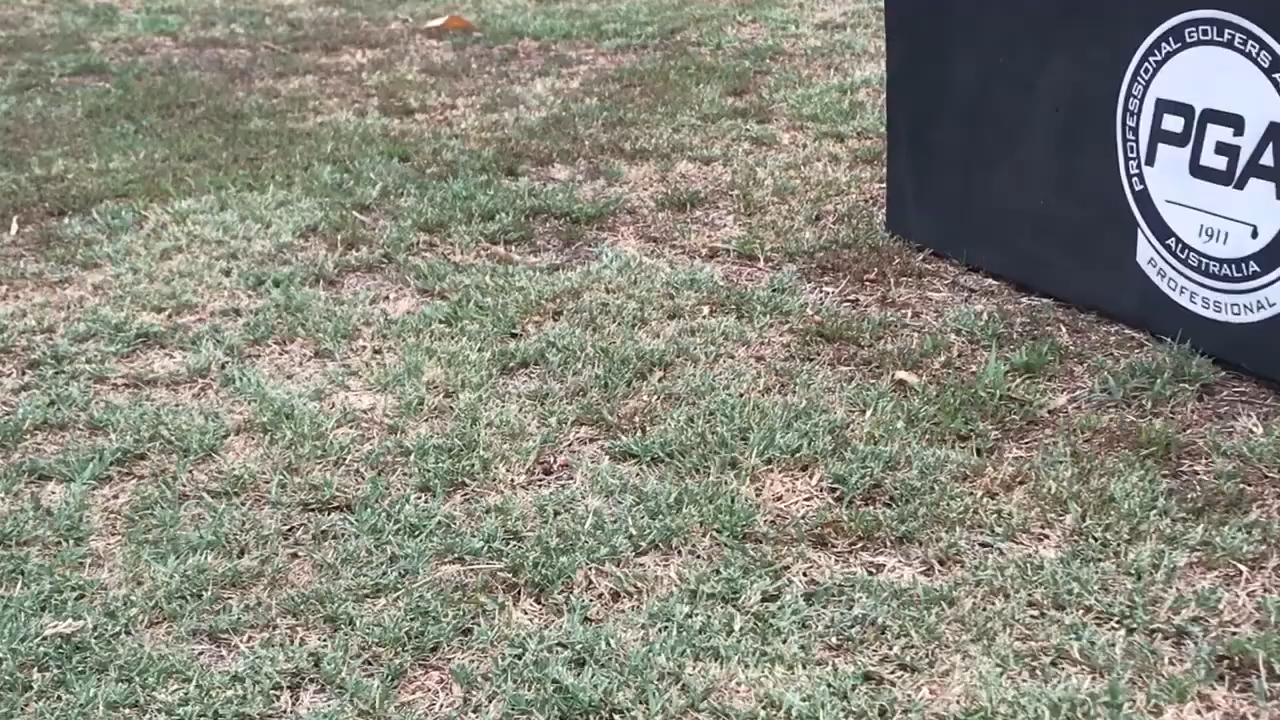 PROFESSIONAL GOLFERS A
PGA
1911
AUSTRALIA
PROFESSIONAL